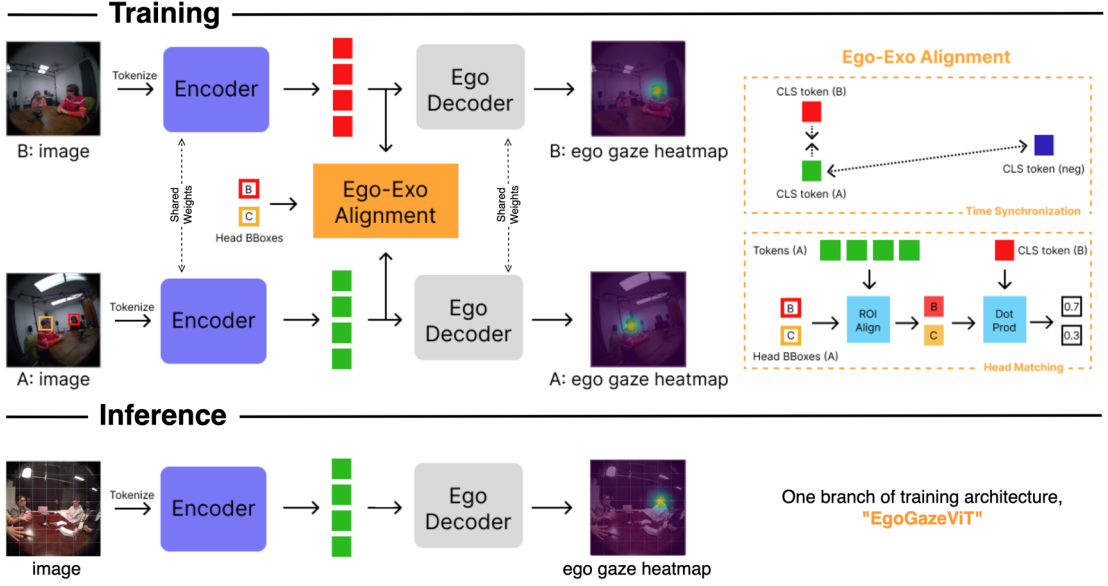 Training
Tokenize
Encoder
Ego
Decoder
B: image
B: ego gaze heatmap
Shared
Weights
B
C
Head BBoxes
Ego-Exo
Alignment
Shared
Weights
Tokenize
Encoder
Ego
Decoder
A: image
A: ego gaze heatmap
Ego-Exo Alignment
CLS token (B)
CLS token (A)
CLS token (neg)
Time Synchronization
Tokens (A)
CLS token (B)
B
C
Head BBoxes (A)
ROI
Align
B
C
Dot
Prod
0.7
0.3
Head Matching
Inference
Tokenize
Encoder
Ego
Decoder
image
ego gaze heatmap
One branch of training architecture,
"EgoGazeViT"